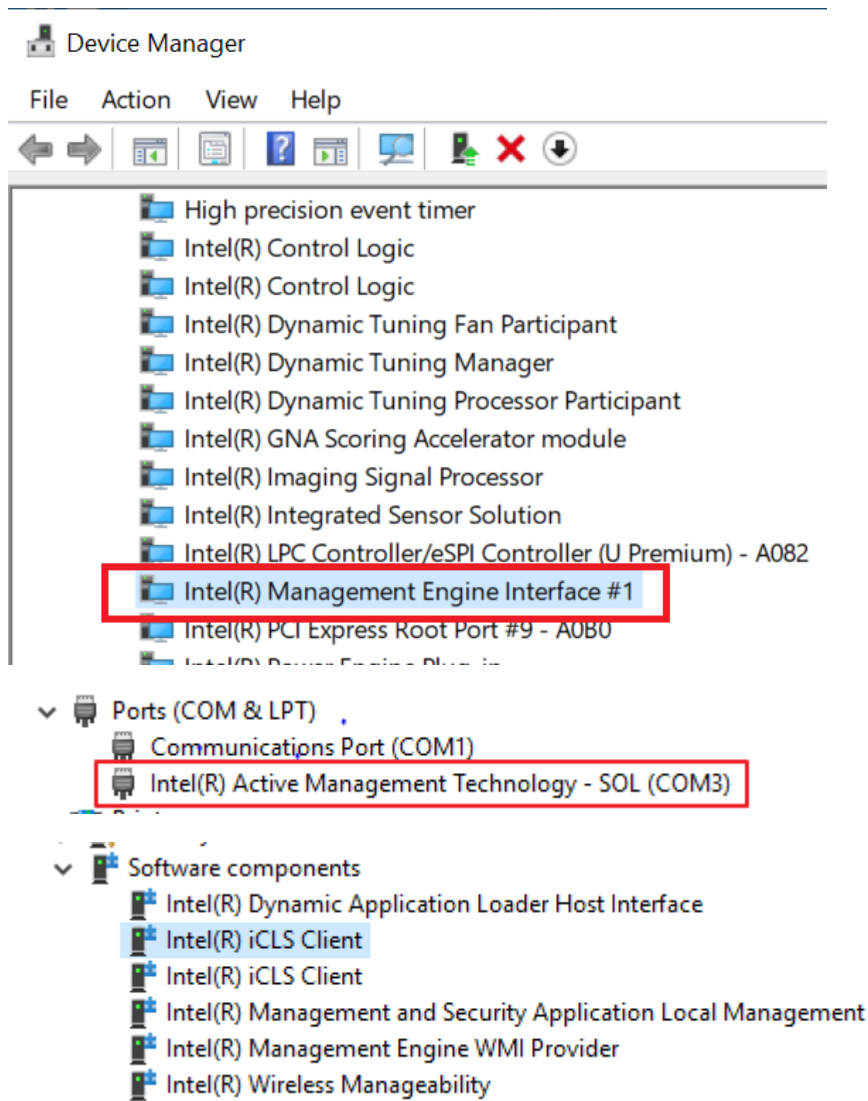 Device Manager
File Action View Help
High precision event timer
Intel(R) Control Logic
Intel(R) Control Logic
Intel(R) Dynamic Tuning Fan Participant
Intel(R) Dynamic Tuning Manager
Intel(R) Dynamic Tuning Processor Participant
Intel(R) GNA Scoring Accelerator module
Intel(R) Imaging Signal Processor
Intel(R) Integrated Sensor Solution
Intel(R) LPC Controller/eSPI Controller (U Premium) - A082
Intel(R) Management Engine Interface #1
Intel(R) PCI Express Root Port #9 - A0B0
Intel(R) Power Engine Plug-in
Ports (COM & LPT)
Communications Port (COM1)
Intel(R) Active Management Technology - SOL (COM3)
Software components
Intel(R) Dynamic Application Loader Host Interface
Intel(R) iCLS Client
Intel(R) iCLS Client
Intel(R) Management and Security Application Local Management
Intel(R) Management Engine WMI Provider
Intel(R) Wireless Manageability